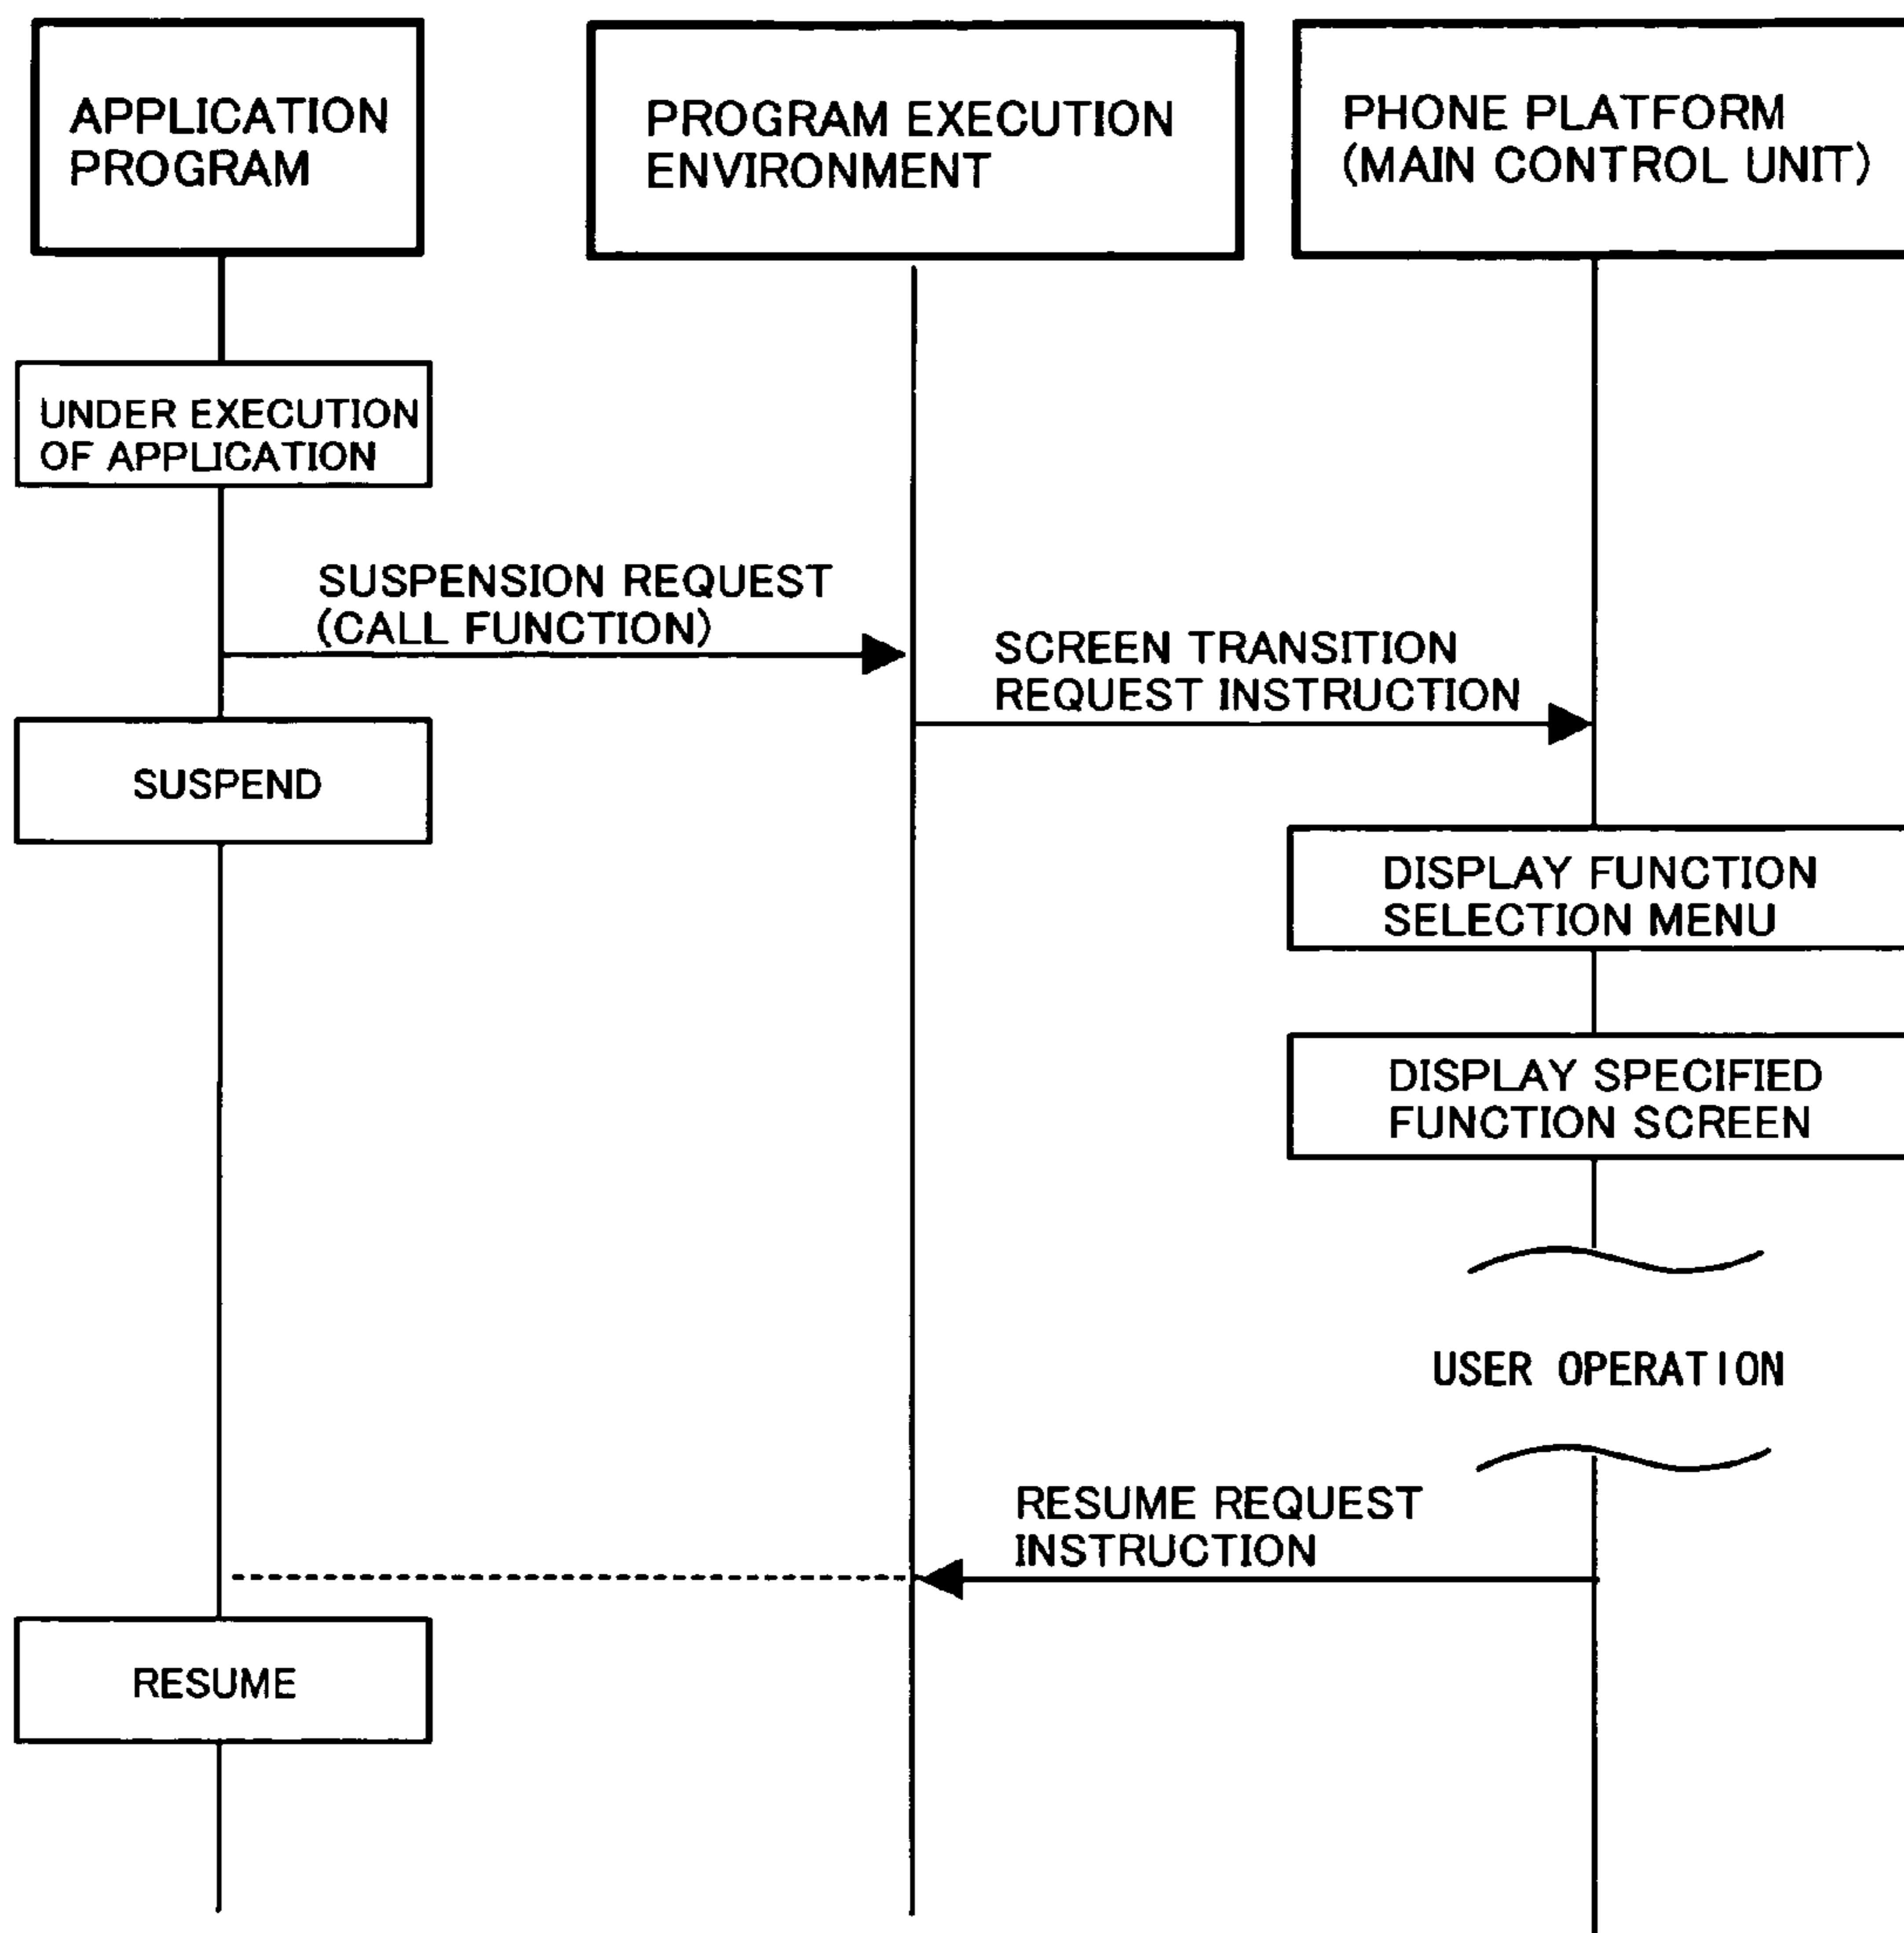 APPLICATION
PROGRAM
PROGRAM EXECUTION
ENVIRONMENT
PHONE PLATFORM
(MAIN CONTROL UNIT)
UNDER EXECUTION
OF APPLICATION
SUSPENSION REQUEST
(CALL FUNCTION)
SCREEN TRANSITION
REQUEST INSTRUCTION
SUSPEND
DISPLAY FUNCTION
SELECTION MENU
DISPLAY SPECIFIED
FUNCTION SCREEN
USER OPERATION
RESUME REQUEST
INSTRUCTION
RESUME